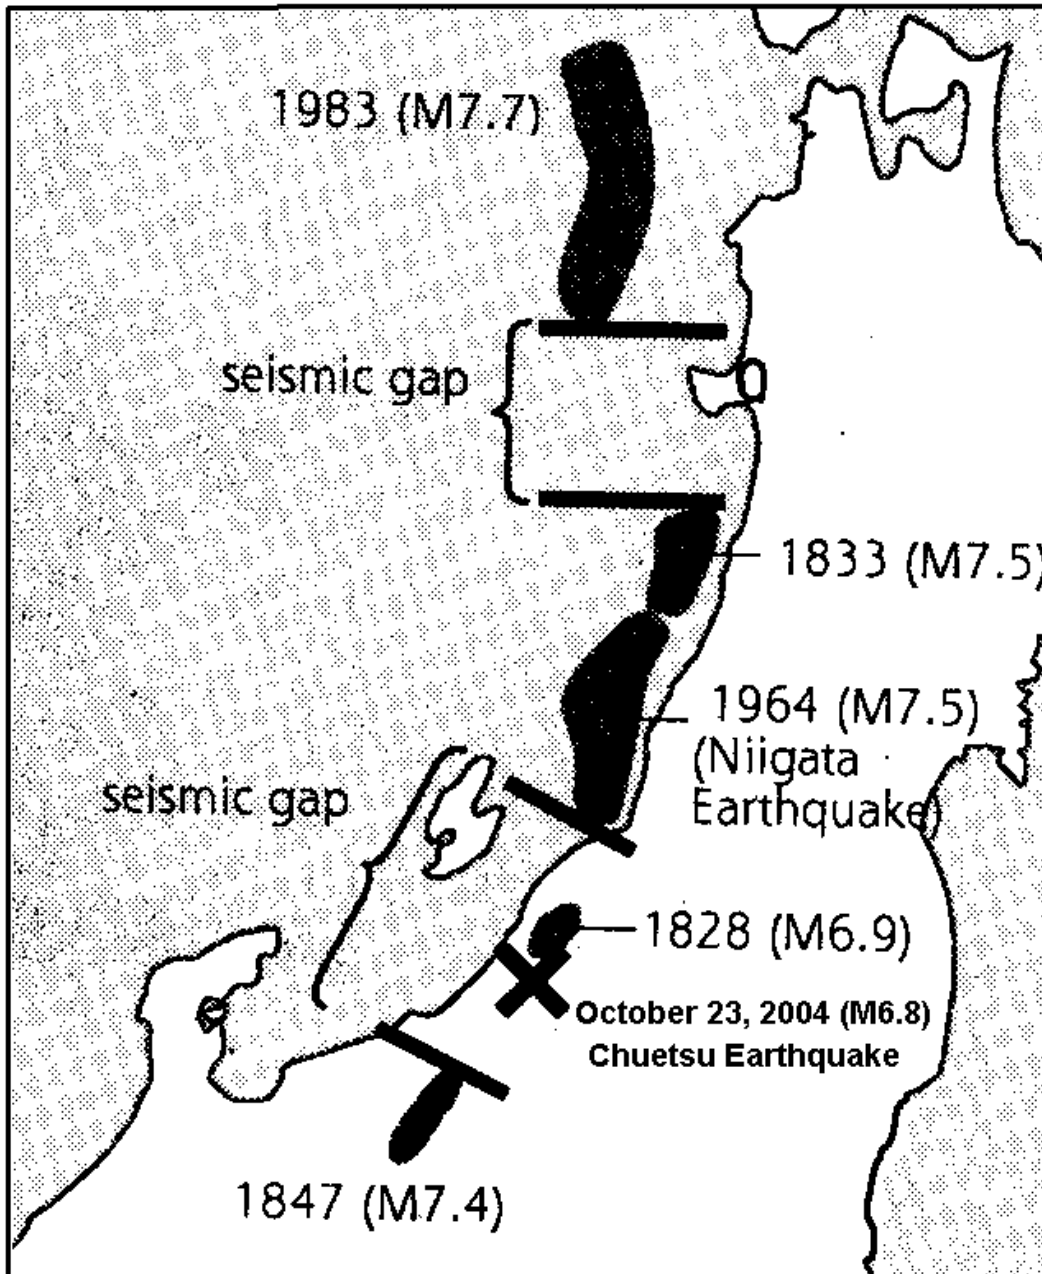 1983 (M7.7)
seismic gap
1833 (M7.5)
1964 (M7.5)
(Niigata
Earthquake)
seismic gap
1828 (M6.9)
October 23, 2004 (M6.8)
Chuetsu Earthquake
1847 (M7.4)